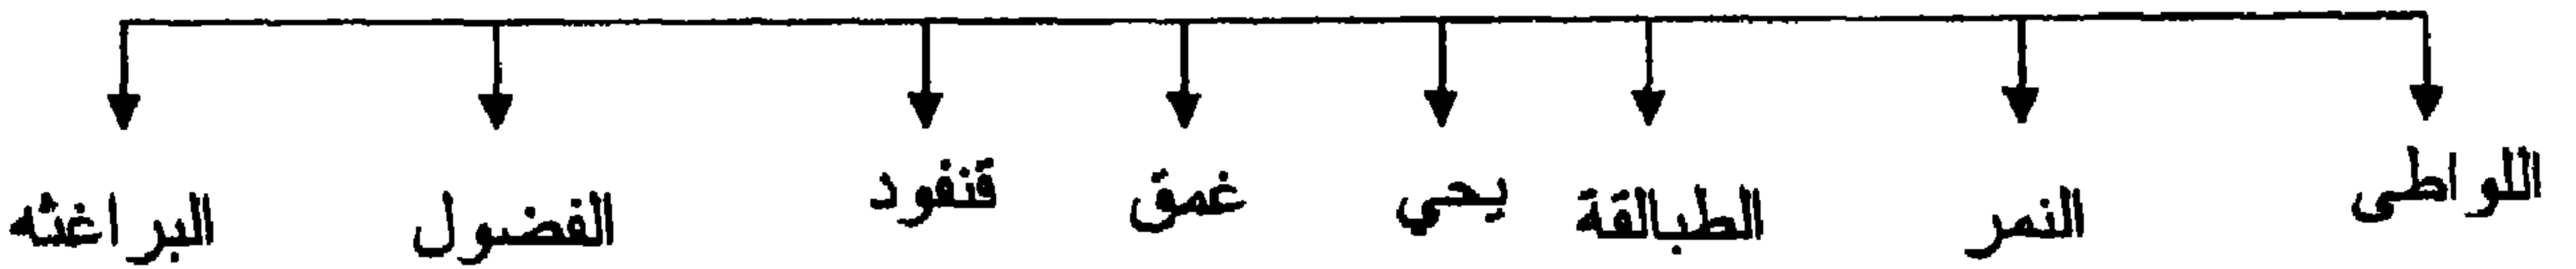 اللواطى النمر الطبالقة يحي غمق قنفود الفضول البراغثه